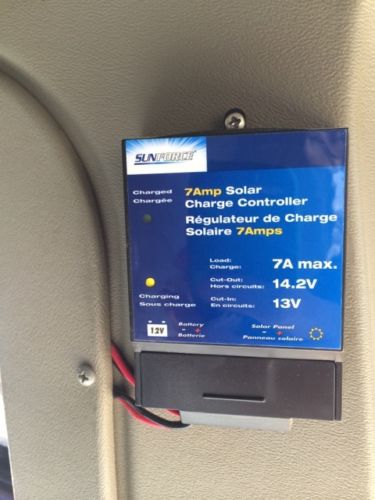 SUNFORCE
Charged
Chargée
7Amp Solar
Charge Controller
Régulateur de Charge
Solaire 7Amps
Load:
Charge:
7A max.
Cut-Out:
Hors circuits:
14.2V
Cut-In:
En circuits:
13V
Charging
Sous charge
12V
Battery
- +
Batterie
Solar Panel
- +
Panneau solaire